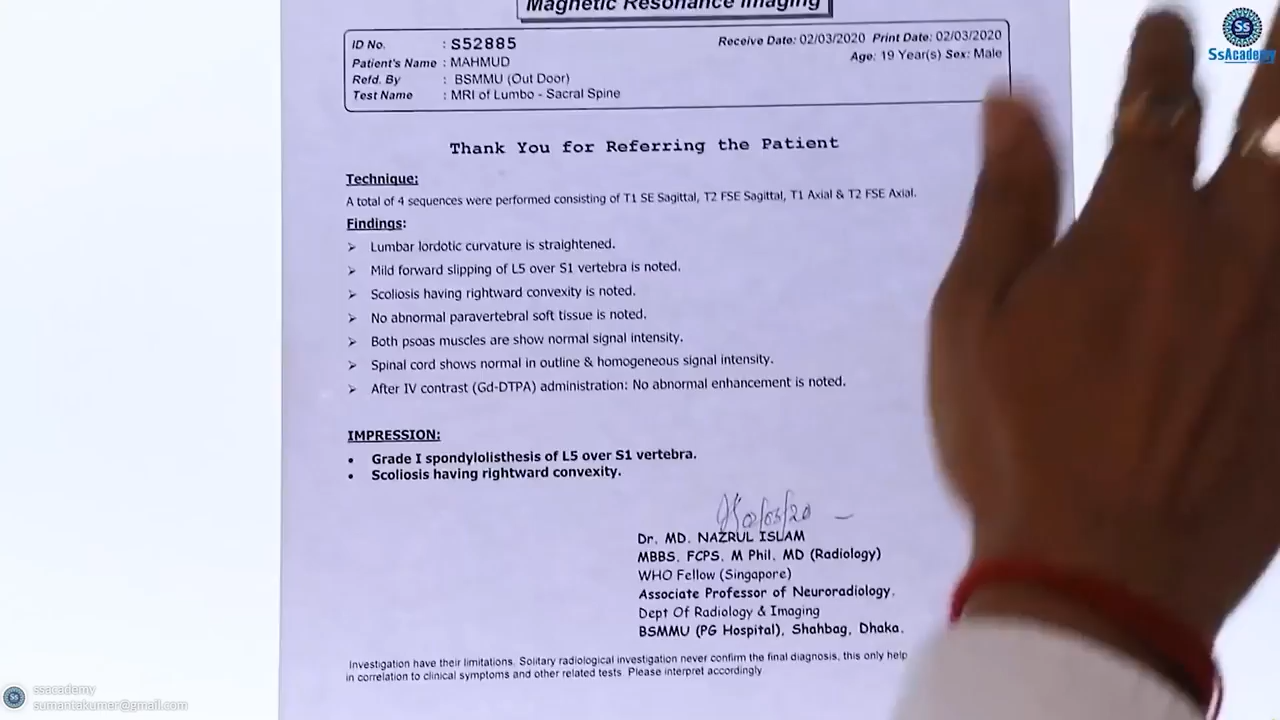 Magnetic Resonance Imaging
Ss
SsAcademy
ID No. : S52885
Receive Date: 02/03/2020 Print Date: 02/03/2020
Patient's Name : MAHMUD
Age: 19 Year(s) Sex: Male
Refd. By : BSMMU (Out Door)
Test Name : MRI of Lumbo - Sacral Spine
Thank You for Referring the Patient
Technique:
A total of 4 sequences were performed consisting of T1 SE Sagittal, T2 FSE Sagittal, T1 Axial & T2 FSE Axial.
Findings:
➢ Lumbar lordotic curvature is straightened.
➢ Mild forward slipping of L5 over S1 vertebra is noted.
➢ Scoliosis having rightward convexity is noted.
➢ No abnormal paravertebral soft tissue is noted.
➢ Both psoas muscles are show normal signal intensity.
➢ Spinal cord shows normal in outline & homogeneous signal intensity.
➢ After IV contrast (Gd-DTPA) administration: No abnormal enhancement is noted.
IMPRESSION:
• Grade I spondylolisthesis of L5 over S1 vertebra.
• Scoliosis having rightward convexity.
02/03/20
Dr. MD. NAZRUL ISLAM
MBBS, FCPS, M Phil, MD (Radiology)
WHO Fellow (Singapore)
Associate Professor of Neuroradiology,
Dept Of Radiology & Imaging
BSMMU (PG Hospital), Shahbag, Dhaka.
Investigation have their limitations. Solitary radiological investigation never confirm the final diagnosis, this only help
in correlation to clinical symptoms and other related tests. Please interpret accordingly
Ss
ssacademy
sumantakumer@gmail.com